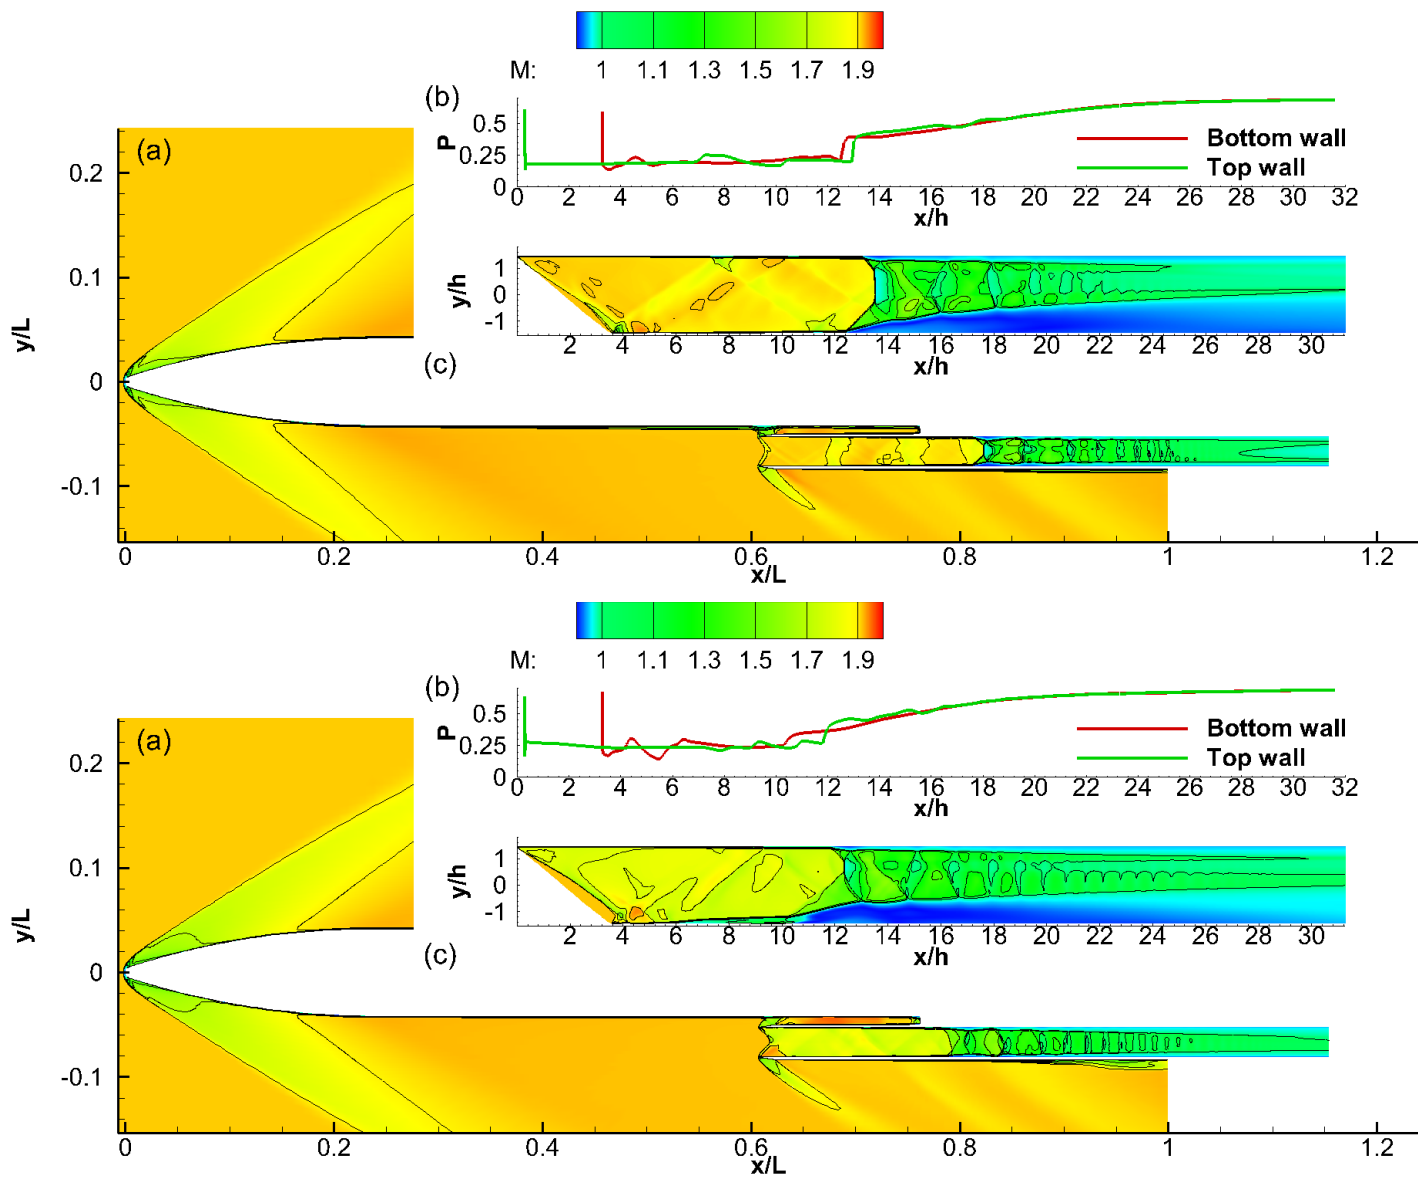 M: 1 1.1 1.3 1.5 1.7 1.9
(a)
(b)
P
0.5
0.25
0
Bottom wall
Top wall
0 2 4 6 8 10 12 14 16 18 20 22 24 26 28 30 32
x/h
y/h
1
0
-1
2 4 6 8 10 12 14 16 18 20 22 24 26 28 30
x/h
(c)
y/L
0.2
0.1
0
-0.1
0 0.2 0.4 0.6 0.8 1 1.2
x/L
M: 1 1.1 1.3 1.5 1.7 1.9
(a)
(b)
P
0.5
0.25
0
Bottom wall
Top wall
0 2 4 6 8 10 12 14 16 18 20 22 24 26 28 30 32
x/h
y/h
1
0
-1
2 4 6 8 10 12 14 16 18 20 22 24 26 28 30
x/h
(c)
y/L
0.2
0.1
0
-0.1
0 0.2 0.4 0.6 0.8 1 1.2
x/L